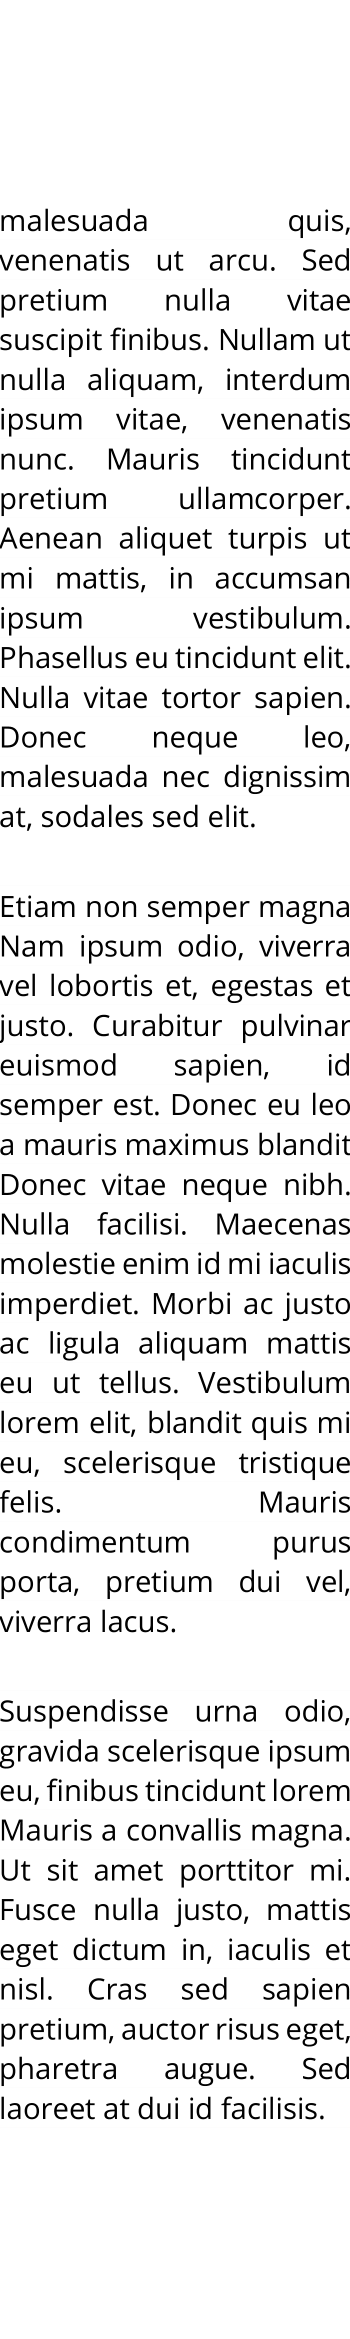 malesuada quis,
venenatis ut arcu. Sed
pretium nulla vitae
suscipit finibus. Nullam ut
nulla aliquam, interdum
ipsum vitae, venenatis
nunc. Mauris tincidunt
pretium ullamcorper.
Aenean aliquet turpis ut
mi mattis, in accumsan
ipsum vestibulum.
Phasellus eu tincidunt elit.
Nulla vitae tortor sapien.
Donec neque leo,
malesuada nec dignissim
at, sodales sed elit.
Etiam non semper magna
Nam ipsum odio, viverra
vel lobortis et, egestas et
justo. Curabitur pulvinar
euismod sapien, id
semper est. Donec eu leo
a mauris maximus blandit
Donec vitae neque nibh.
Nulla facilisi. Maecenas
molestie enim id mi iaculis
imperdiet. Morbi ac justo
ac ligula aliquam mattis
eu ut tellus. Vestibulum
lorem elit, blandit quis mi
eu, scelerisque tristique
felis. Mauris
condimentum purus
porta, pretium dui vel,
viverra lacus.
Suspendisse urna odio,
gravida scelerisque ipsum
eu, finibus tincidunt lorem
Mauris a convallis magna.
Ut sit amet porttitor mi.
Fusce nulla justo, mattis
eget dictum in, iaculis et
nisl. Cras sed sapien
pretium, auctor risus eget,
pharetra augue. Sed
laoreet at dui id facilisis.